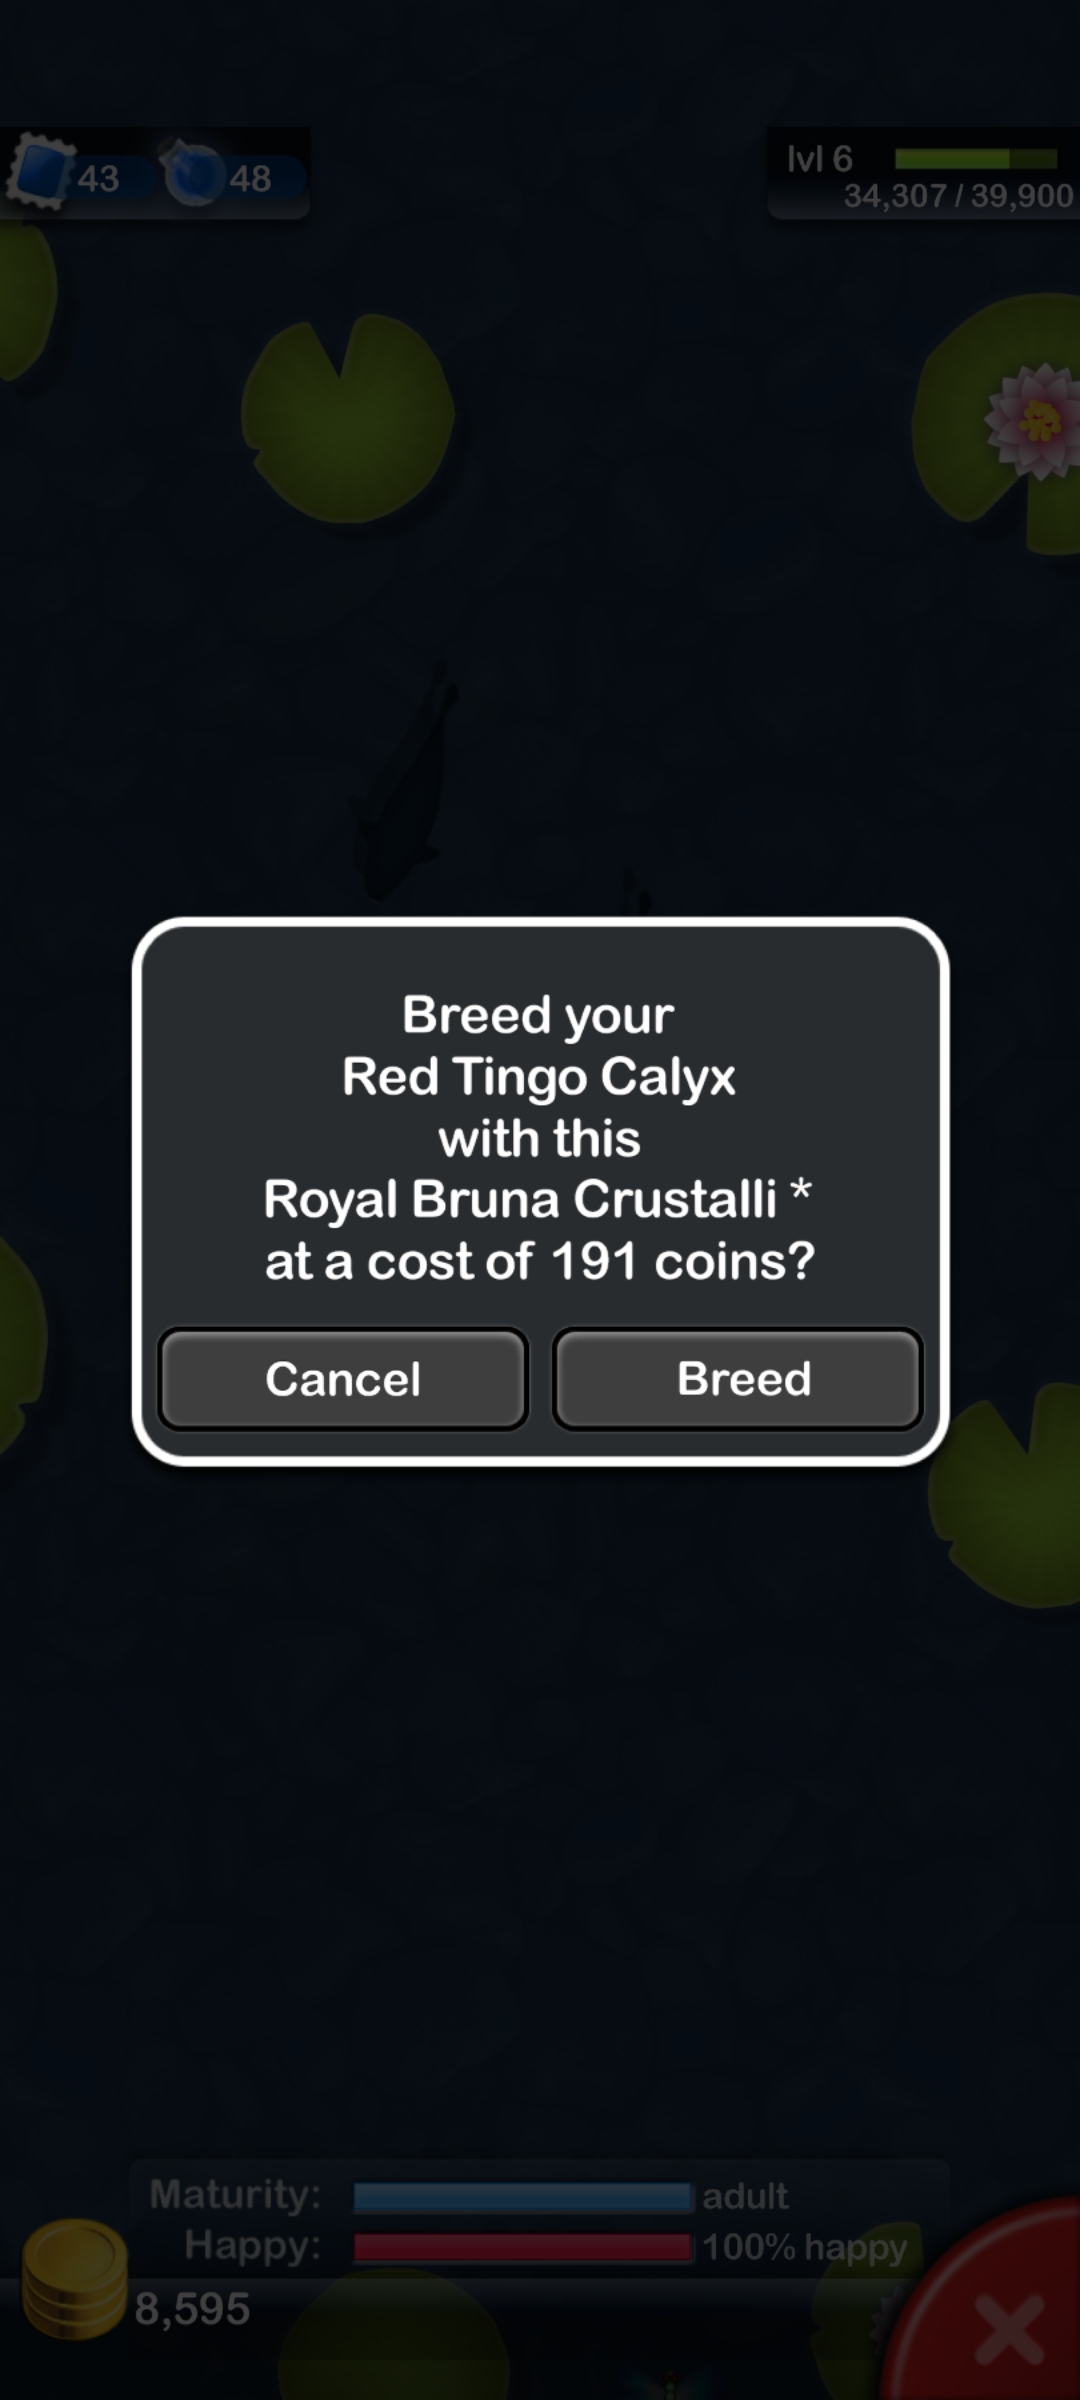 43
48
lvl 6
34,307 / 39,900
Breed your
Red Tingo Calyx
with this
Royal Bruna Crustalli *
at a cost of 191 coins?
Cancel
Breed
Maturity:
adult
Happy:
100% happy
8,595